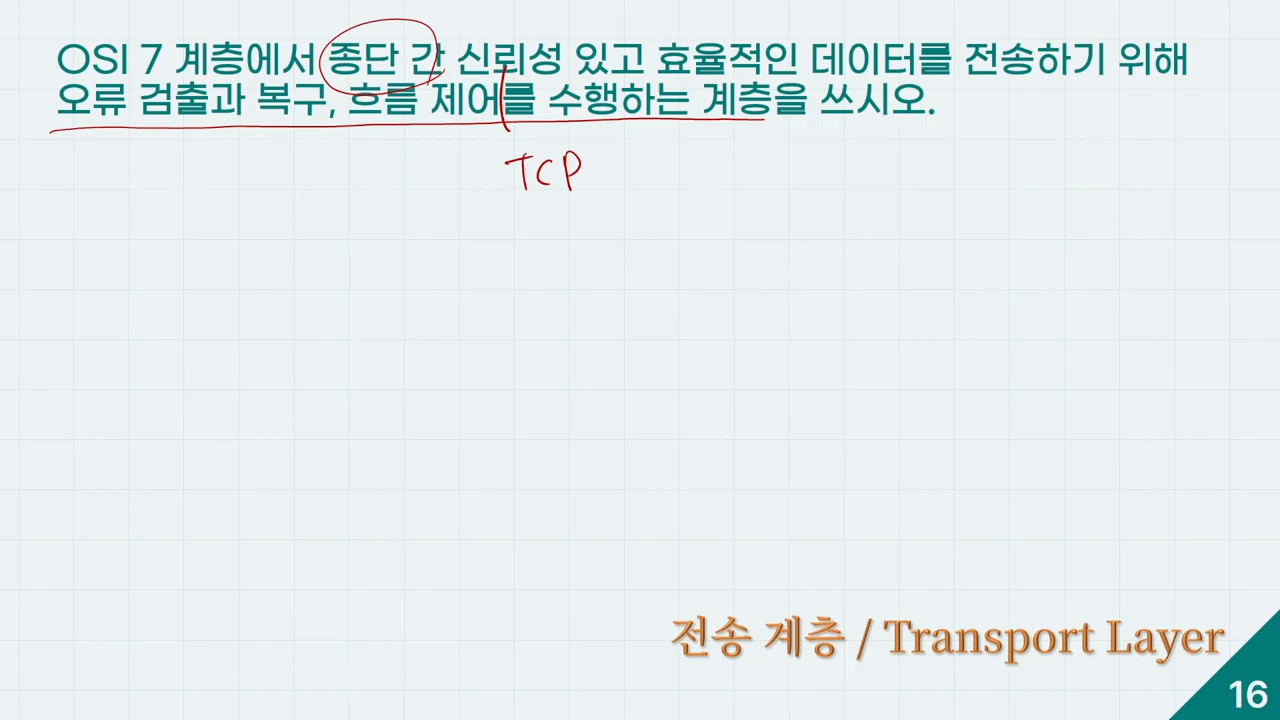 OSI 7 계층에서 종단 간 신뢰성 있고 효율적인 데이터를 전송하기 위해
오류 검출과 복구, 흐름 제어를 수행하는 계층을 쓰시오.
TCP
전송 계층 / Transport Layer
16